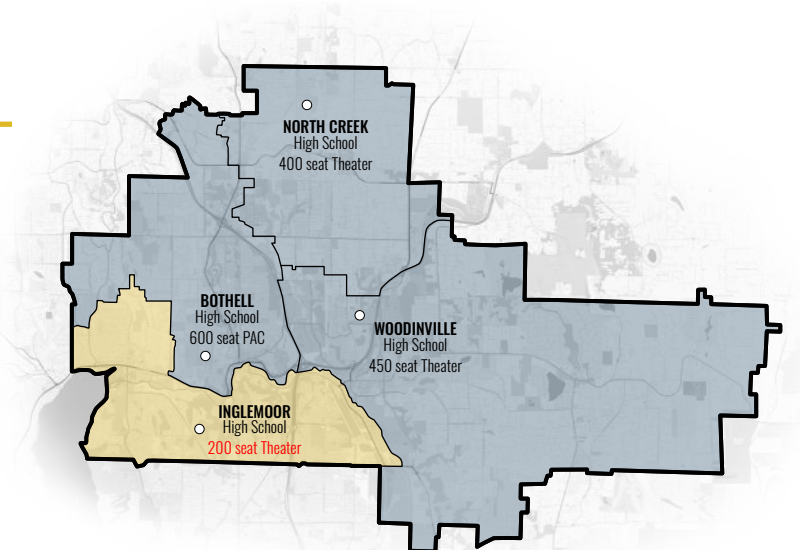 NORTH CREEK
High School
400 seat Theater
BOTHELL
High School
600 seat PAC
WOODINVILLE
High School
450 seat Theater
INGLEMOOR
High School
200 seat Theater